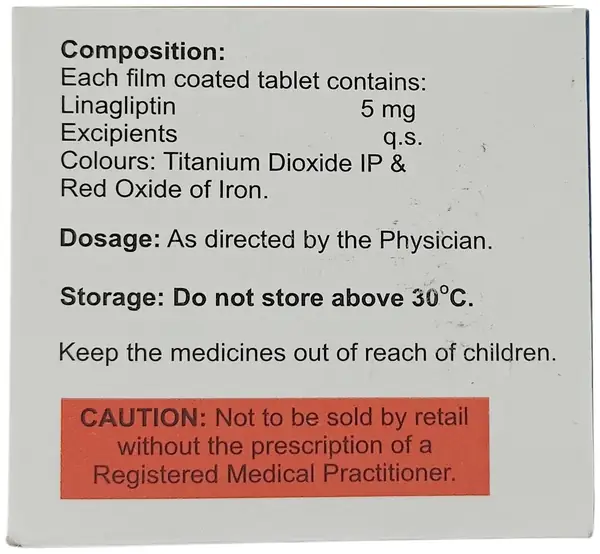 Composition:
Each film coated tablet contains:
Linagliptin 5 mg
Excipients q.s.
Colours: Titanium Dioxide IP &
Red Oxide of Iron.
Dosage: As directed by the Physician.
Storage: Do not store above 30°C.
Keep the medicines out of reach of children.
CAUTION: Not to be sold by retail
without the prescription of a
Registered Medical Practitioner.